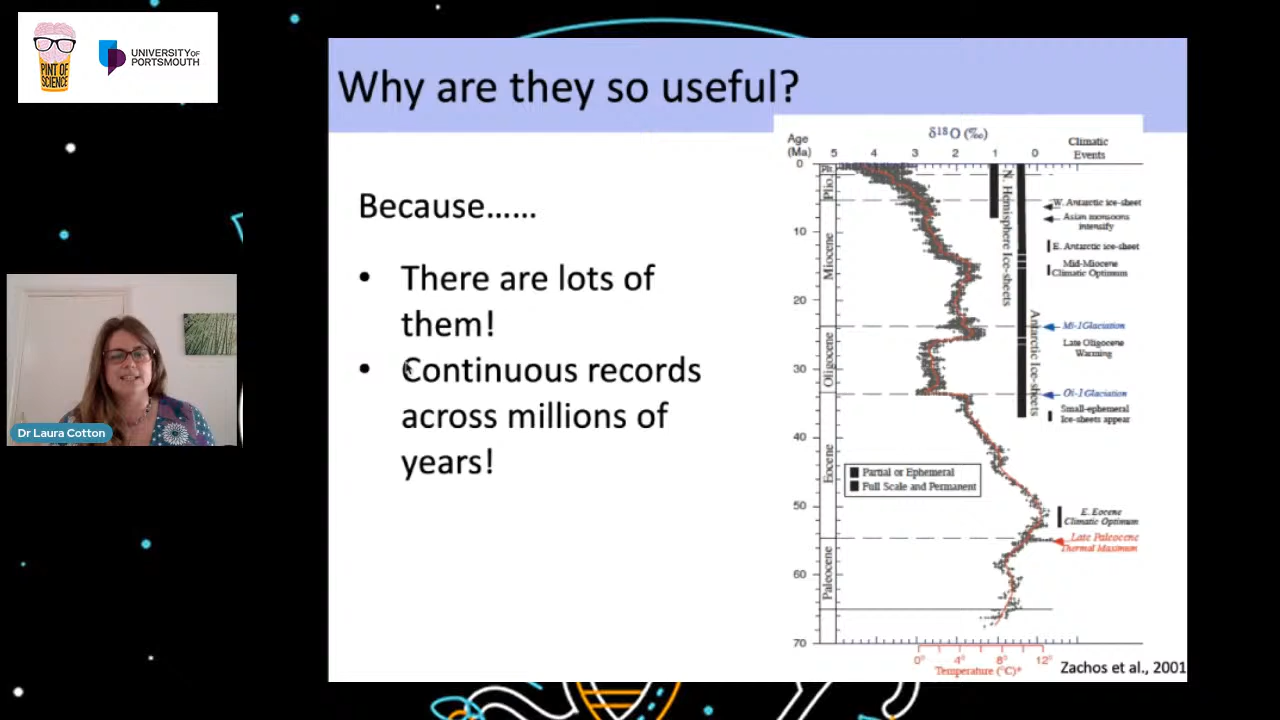 PINT OF
SCIENCE
UNIVERSITY OF
PORTSMOUTH
Why are they so useful?
Because......
• There are lots of
them!
• Continuous records
across millions of
years!
Dr Laura Cotton
δ18O (‰)
Age
(Ma)
5 4 3 2 1 0
Climatic
Events
0
10
20
30
40
50
60
70
Plt.
Plio.
Miocene
Oligocene
Eocene
Paleocene
N. Hemisphere Ice-sheets
Antarctic Ice-sheets
W. Antarctic ice-sheet
Asian monsoons
intensify
E. Antarctic ice-sheet
Mid-Miocene
Climatic Optimum
Mi-1 Glaciation
Late Oligocene
Warming
Oi-1 Glaciation
Small-ephemeral
Ice-sheets appear
Partial or Ephemeral
Full Scale and Permanent
E. Eocene
Climatic Optimum
Late Paleocene
Thermal Maximum
0° 4° 8° 12°
Temperature (°C)*
Zachos et al., 2001